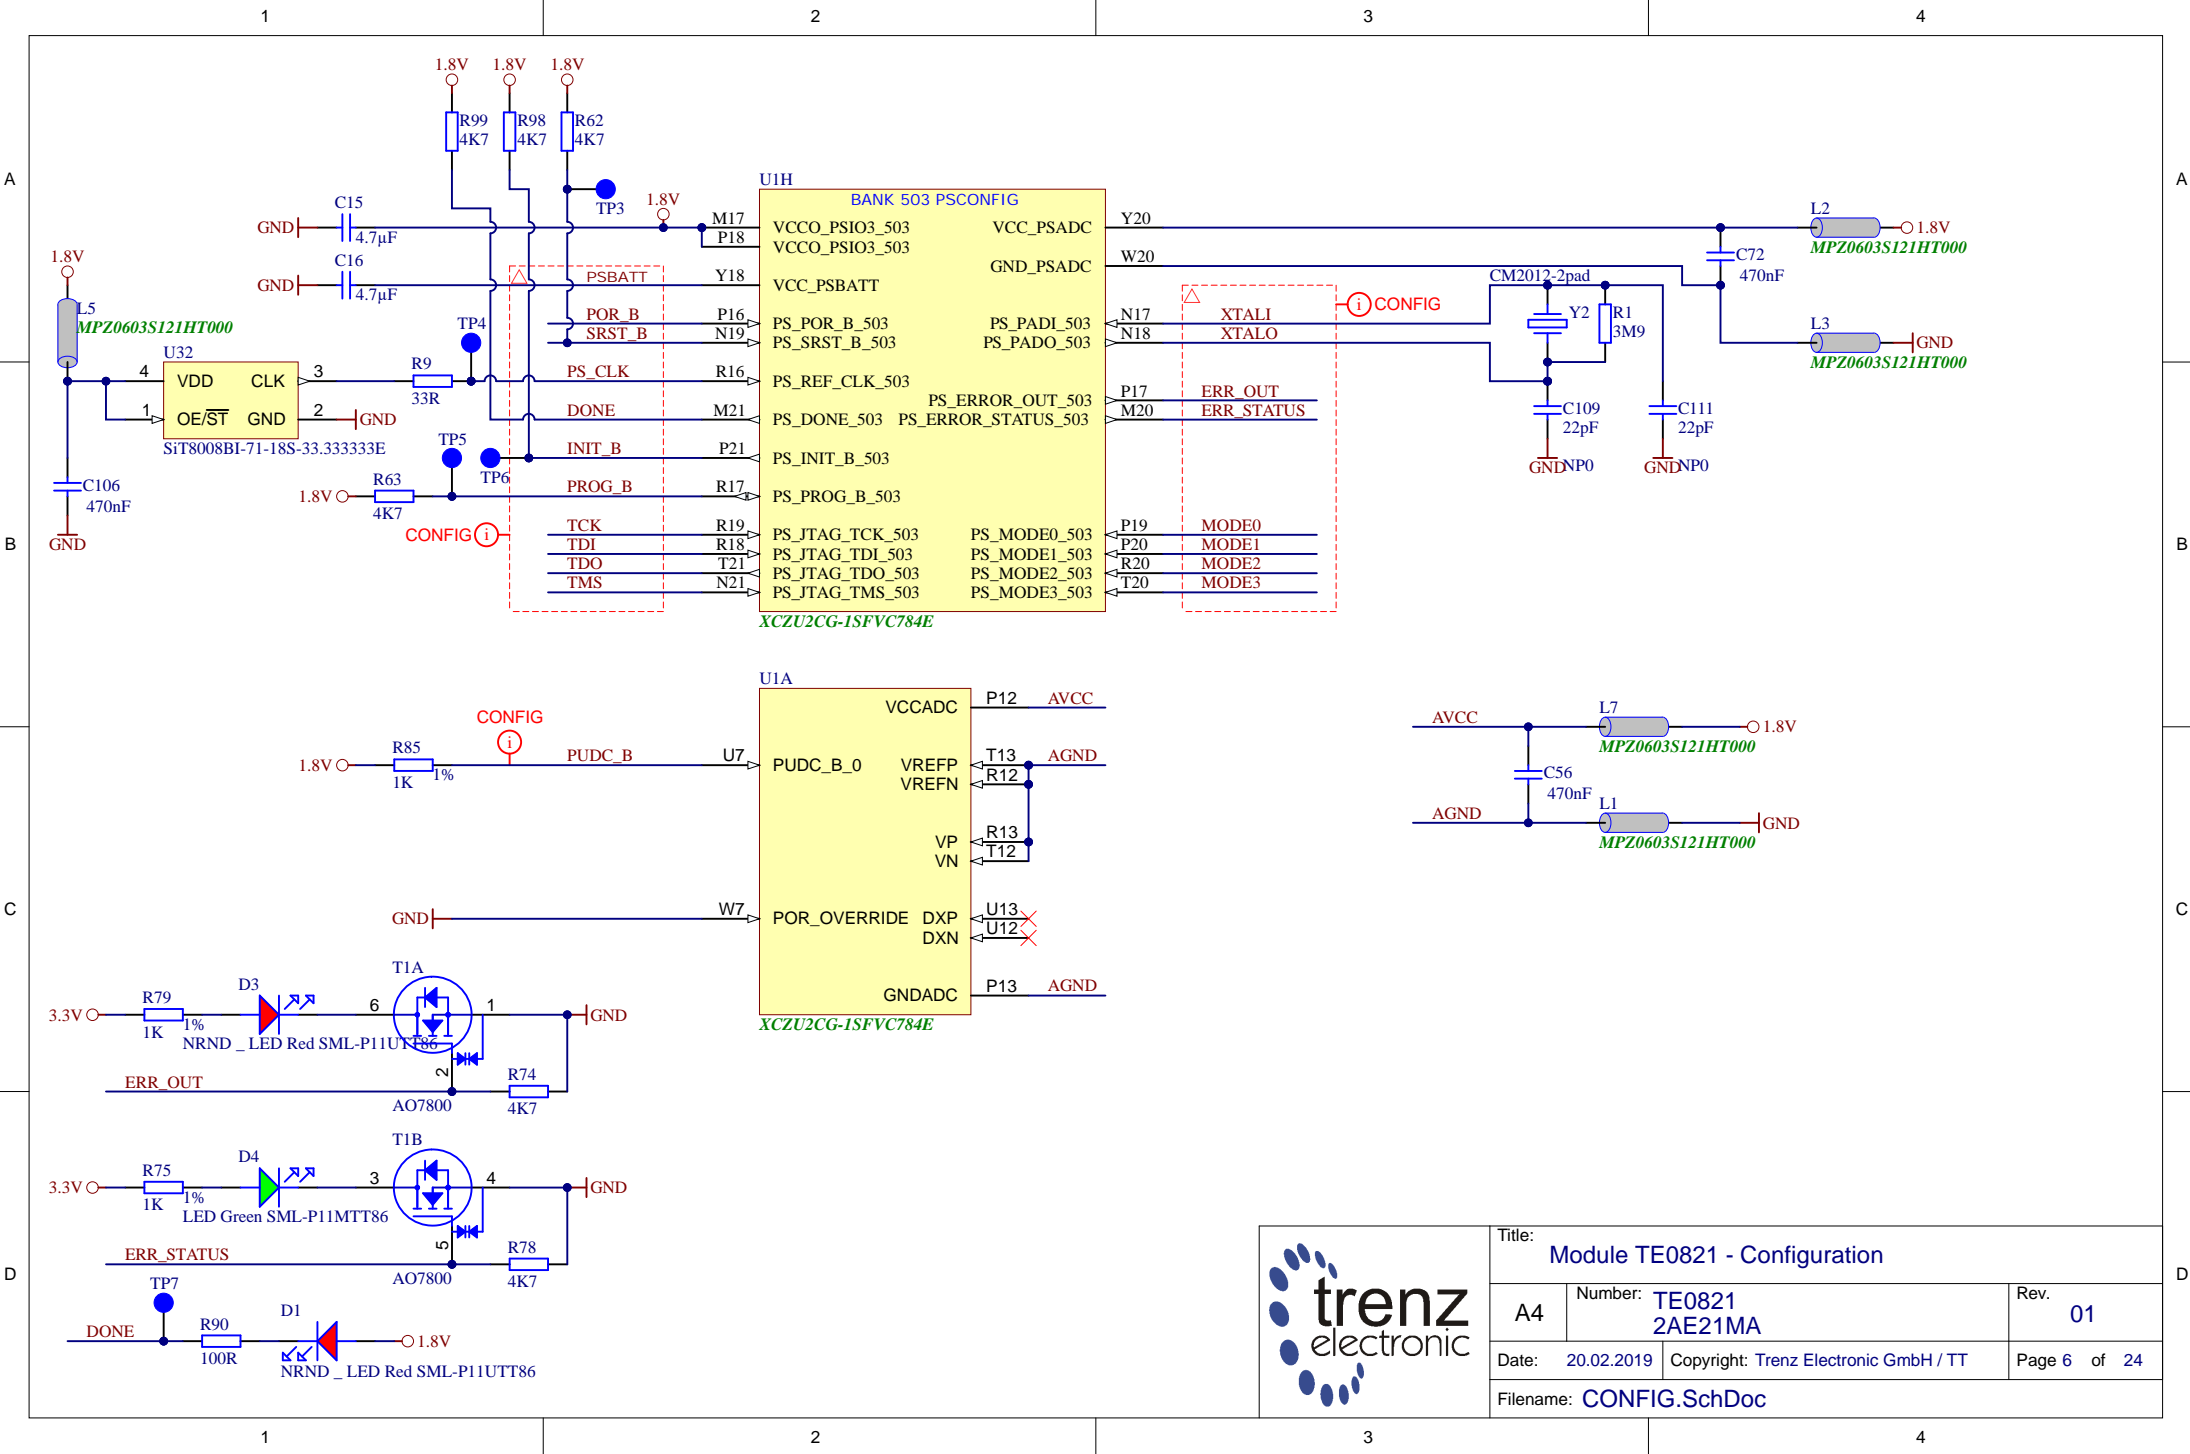 1 2 3 4
A A
B B
C C
D D
1.8V 1.8V 1.8V
R99 R98 R62
4K7 4K7 4K7
TP3
1.8V
C15
GND
4.7µF
C16
GND
4.7µF
1.8V
L5
MPZ0603S121HT000
U32
4 VDD CLK 3
1 OE/ST GND 2 GND
SiT8008BI-71-18S-33.333333E
C106
470nF
GND
TP4
R9
33R
TP5
TP6
1.8V R63
4K7
CONFIG i
PSBATT
POR_B
SRST_B
PS_CLK
DONE
INIT_B
PROG_B
TCK
TDI
TDO
TMS
U1H
BANK 503 PSCONFIG
M17 VCCO_PSIO3_503 VCC_PSADC Y20
P18 VCCO_PSIO3_503
GND_PSADC W20
Y18 VCC_PSBATT
P16 PS_POR_B_503 PS_PADI_503 N17 XTALI
N19 PS_SRST_B_503 PS_PADO_503 N18 XTALO
R16 PS_REF_CLK_503
PS_ERROR_OUT_503 P17 ERR_OUT
M21 PS_DONE_503 PS_ERROR_STATUS_503 M20 ERR_STATUS
P21 PS_INIT_B_503
R17 PS_PROG_B_503
R19 PS_JTAG_TCK_503 PS_MODE0_503 P19 MODE0
R18 PS_JTAG_TDI_503 PS_MODE1_503 P20 MODE1
T21 PS_JTAG_TDO_503 PS_MODE2_503 R20 MODE2
N21 PS_JTAG_TMS_503 PS_MODE3_503 T20 MODE3
XCZU2CG-1SFVC784E
i CONFIG
CM2012-2pad
Y2 R1
3M9
C109
22pF
GND NP0
C111
22pF
GND NP0
L2
1.8V
MPZ0603S121HT000
C72
470nF
L3
GND
MPZ0603S121HT000
U1A
VCCADC P12 AVCC
CONFIG
i
1.8V R85
1K 1%
PUDC_B U7 PUDC_B_0 VREFP T13 AGND
VREFN R12
VP R13
VN T12
GND W7 POR_OVERRIDE DXP U13
DXN U12
GNDADC P13 AGND
XCZU2CG-1SFVC784E
AVCC L7
1.8V
MPZ0603S121HT000
C56
470nF
AGND L1
GND
MPZ0603S121HT000
T1A
3.3V R79 D3 6 1 GND
1K 1%
NRND _ LED Red SML-P11UTT86
2
ERR_OUT R74
AO7800 4K7
T1B
3.3V R75 D4 3 4 GND
1K 1%
LED Green SML-P11MTT86
5
ERR_STATUS R78
AO7800 4K7
TP7
DONE R90 D1 1.8V
100R
NRND _ LED Red SML-P11UTT86
trenz
electronic
Title:
Module TE0821 - Configuration
A4 Number: TE0821
2AE21MA
Rev.
01
Date: 20.02.2019 Copyright: Trenz Electronic GmbH / TT Page 6 of 24
Filename: CONFIG.SchDoc
1 2 3 4